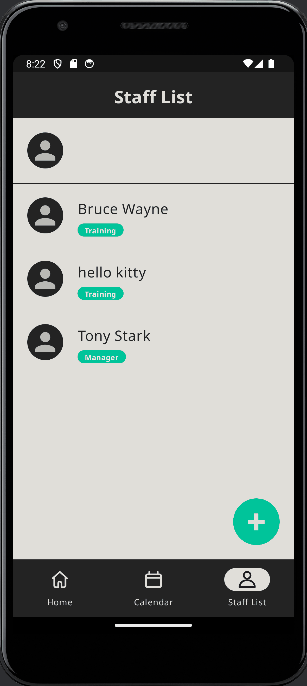 8:22
Staff List
Bruce Wayne
Training
hello kitty
Training
Tony Stark
Manager
Home
Calendar
Staff List